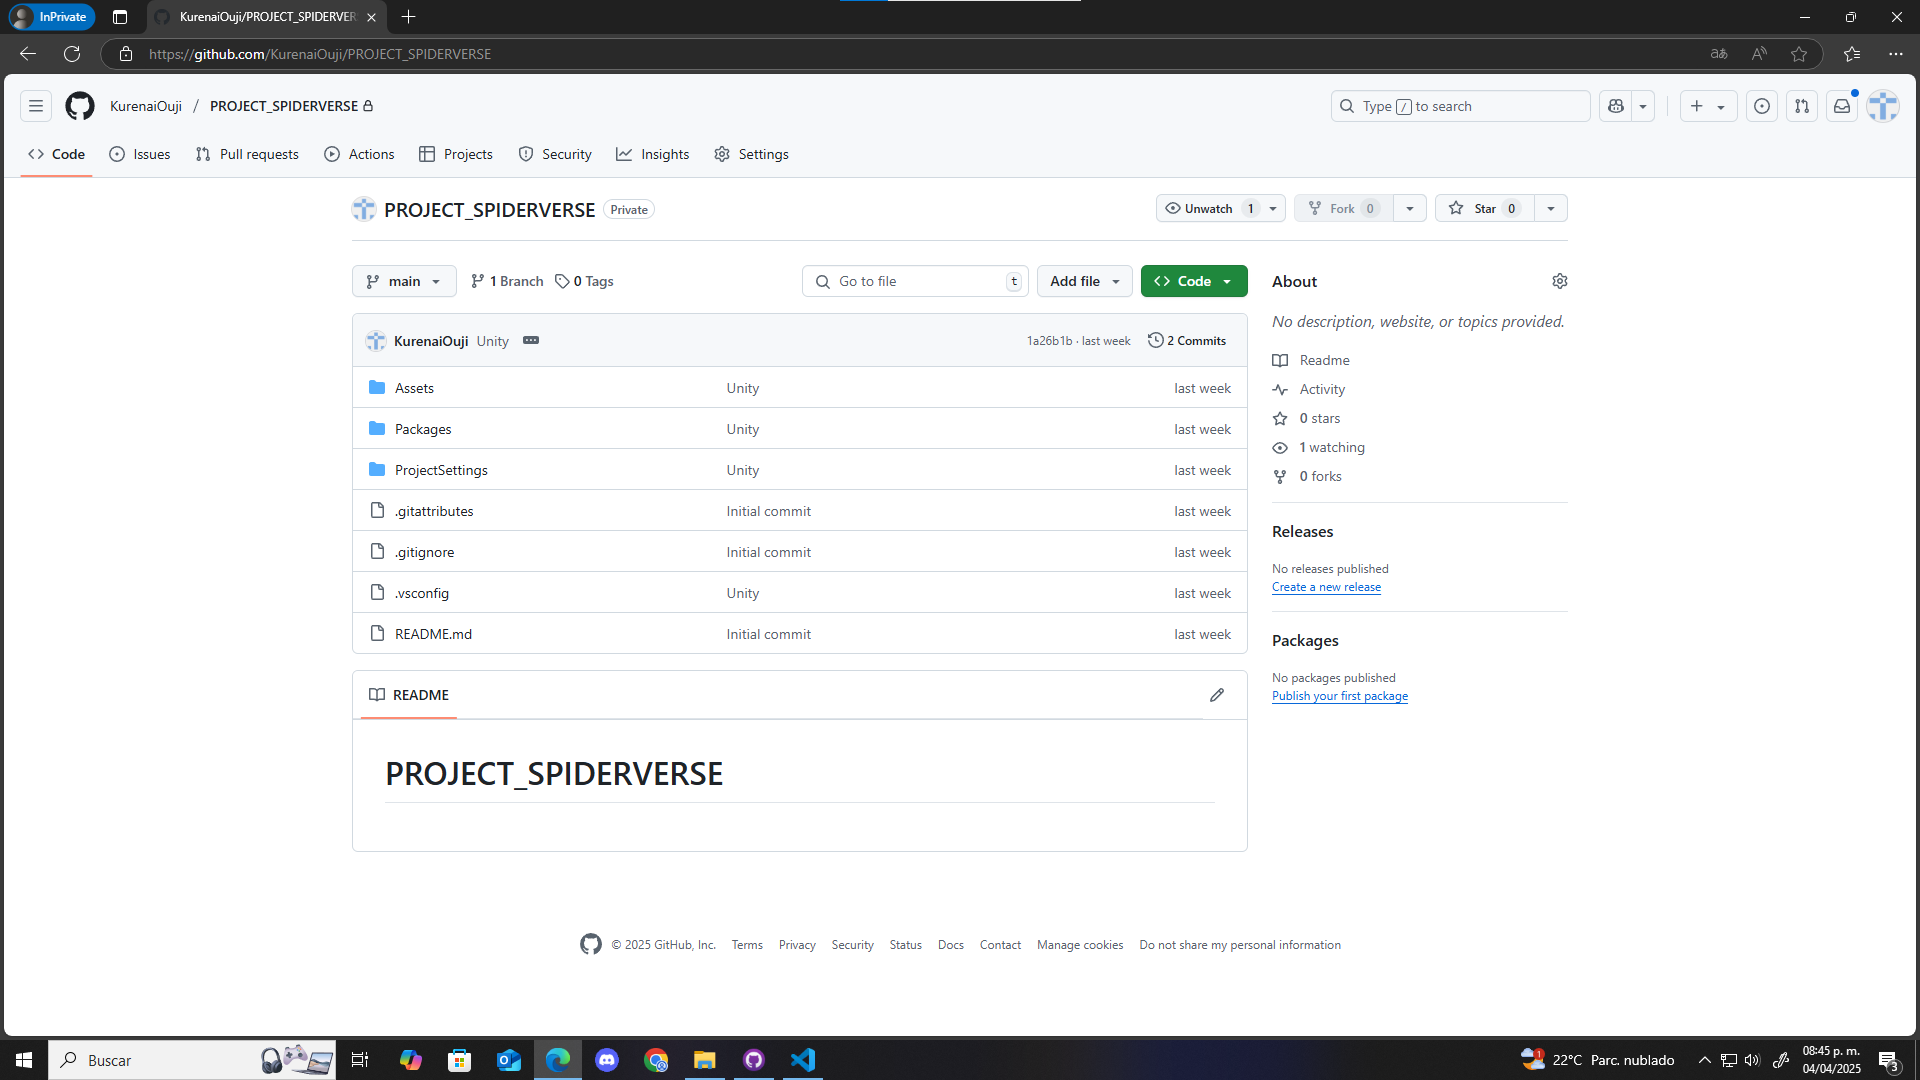 InPrivate
KurenaiOuji/PROJECT_SPIDERVER
https://github.com/KurenaiOuji/PROJECT_SPIDERVERSE
KurenaiOuji / PROJECT_SPIDERVERSE
Type / to search
Code
Issues
Pull requests
Actions
Projects
Security
Insights
Settings
PROJECT_SPIDERVERSE Private
Unwatch 1
Fork 0
Star 0
main
1 Branch
0 Tags
Go to file t
Add file
Code
KurenaiOuji Unity
1a26b1b · last week
2 Commits
Assets Unity last week
Packages Unity last week
ProjectSettings Unity last week
.gitattributes Initial commit last week
.gitignore Initial commit last week
.vsconfig Unity last week
README.md Initial commit last week
README
PROJECT_SPIDERVERSE
About
No description, website, or topics provided.
Readme
Activity
0 stars
1 watching
0 forks
Releases
No releases published
Create a new release
Packages
No packages published
Publish your first package
© 2025 GitHub, Inc. Terms Privacy Security Status Docs Contact Manage cookies Do not share my personal information
Buscar
1
22°C Parc. nublado
08:45 p. m.
04/04/2025
3